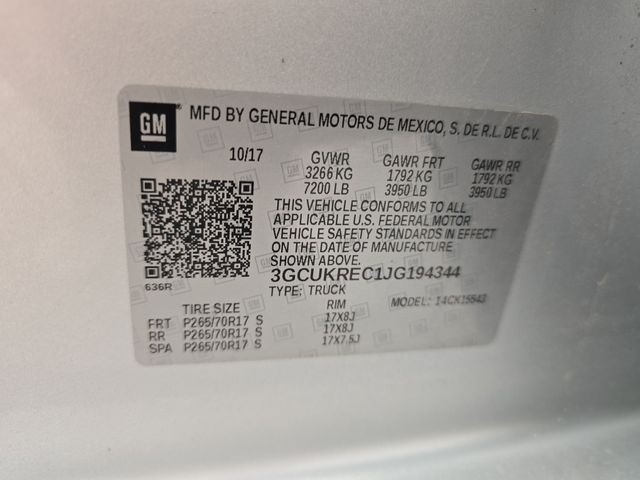 GM MFD BY GENERAL MOTORS DE MEXICO, S. DE R.L. DE C.V.
10/17 GVWR GAWR FRT GAWR RR
3266 KG 1792 KG 1792 KG
7200 LB 3950 LB 3950 LB
THIS VEHICLE CONFORMS TO ALL
APPLICABLE U.S. FEDERAL MOTOR
VEHICLE SAFETY STANDARDS IN EFFECT
ON THE DATE OF MANUFACTURE
SHOWN ABOVE.
636R
3GCUKREC1JG194344
TYPE: TRUCK MODEL: 14CK15543
TIRE SIZE RIM
FRT P265/70R17 S 17X8J
RR P265/70R17 S 17X8J
SPA P265/70R17 S 17X7.5J